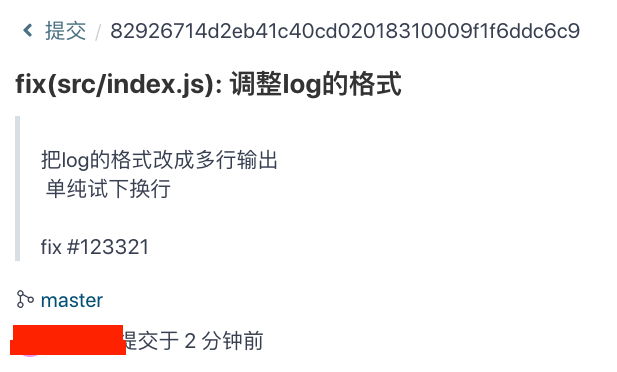 提交 / 82926714d2eb41c40cd02018310009f1f6ddc6c9
fix(src/index.js): 调整log的格式
把log的格式改成多行输出
单纯试下换行
fix #123321
master
提交于 2 分钟前